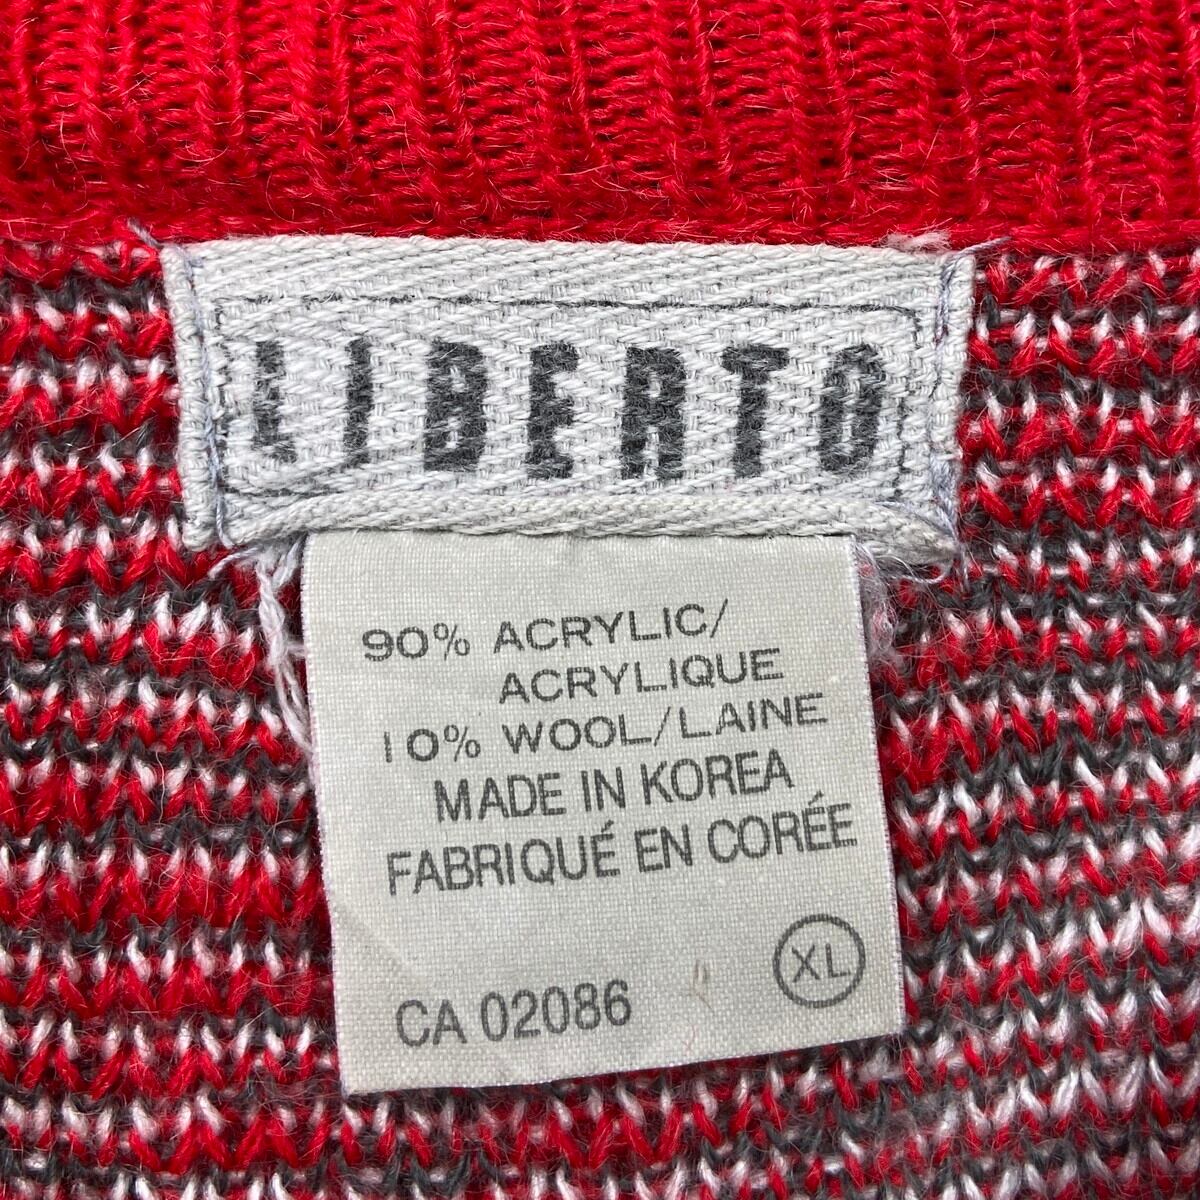 LIBERTO
90% ACRYLIC/
ACRYLIQUE
10% WOOL/LAINE
MADE IN KOREA
FABRIQUÉ EN CORÉE
XL
CA 02086